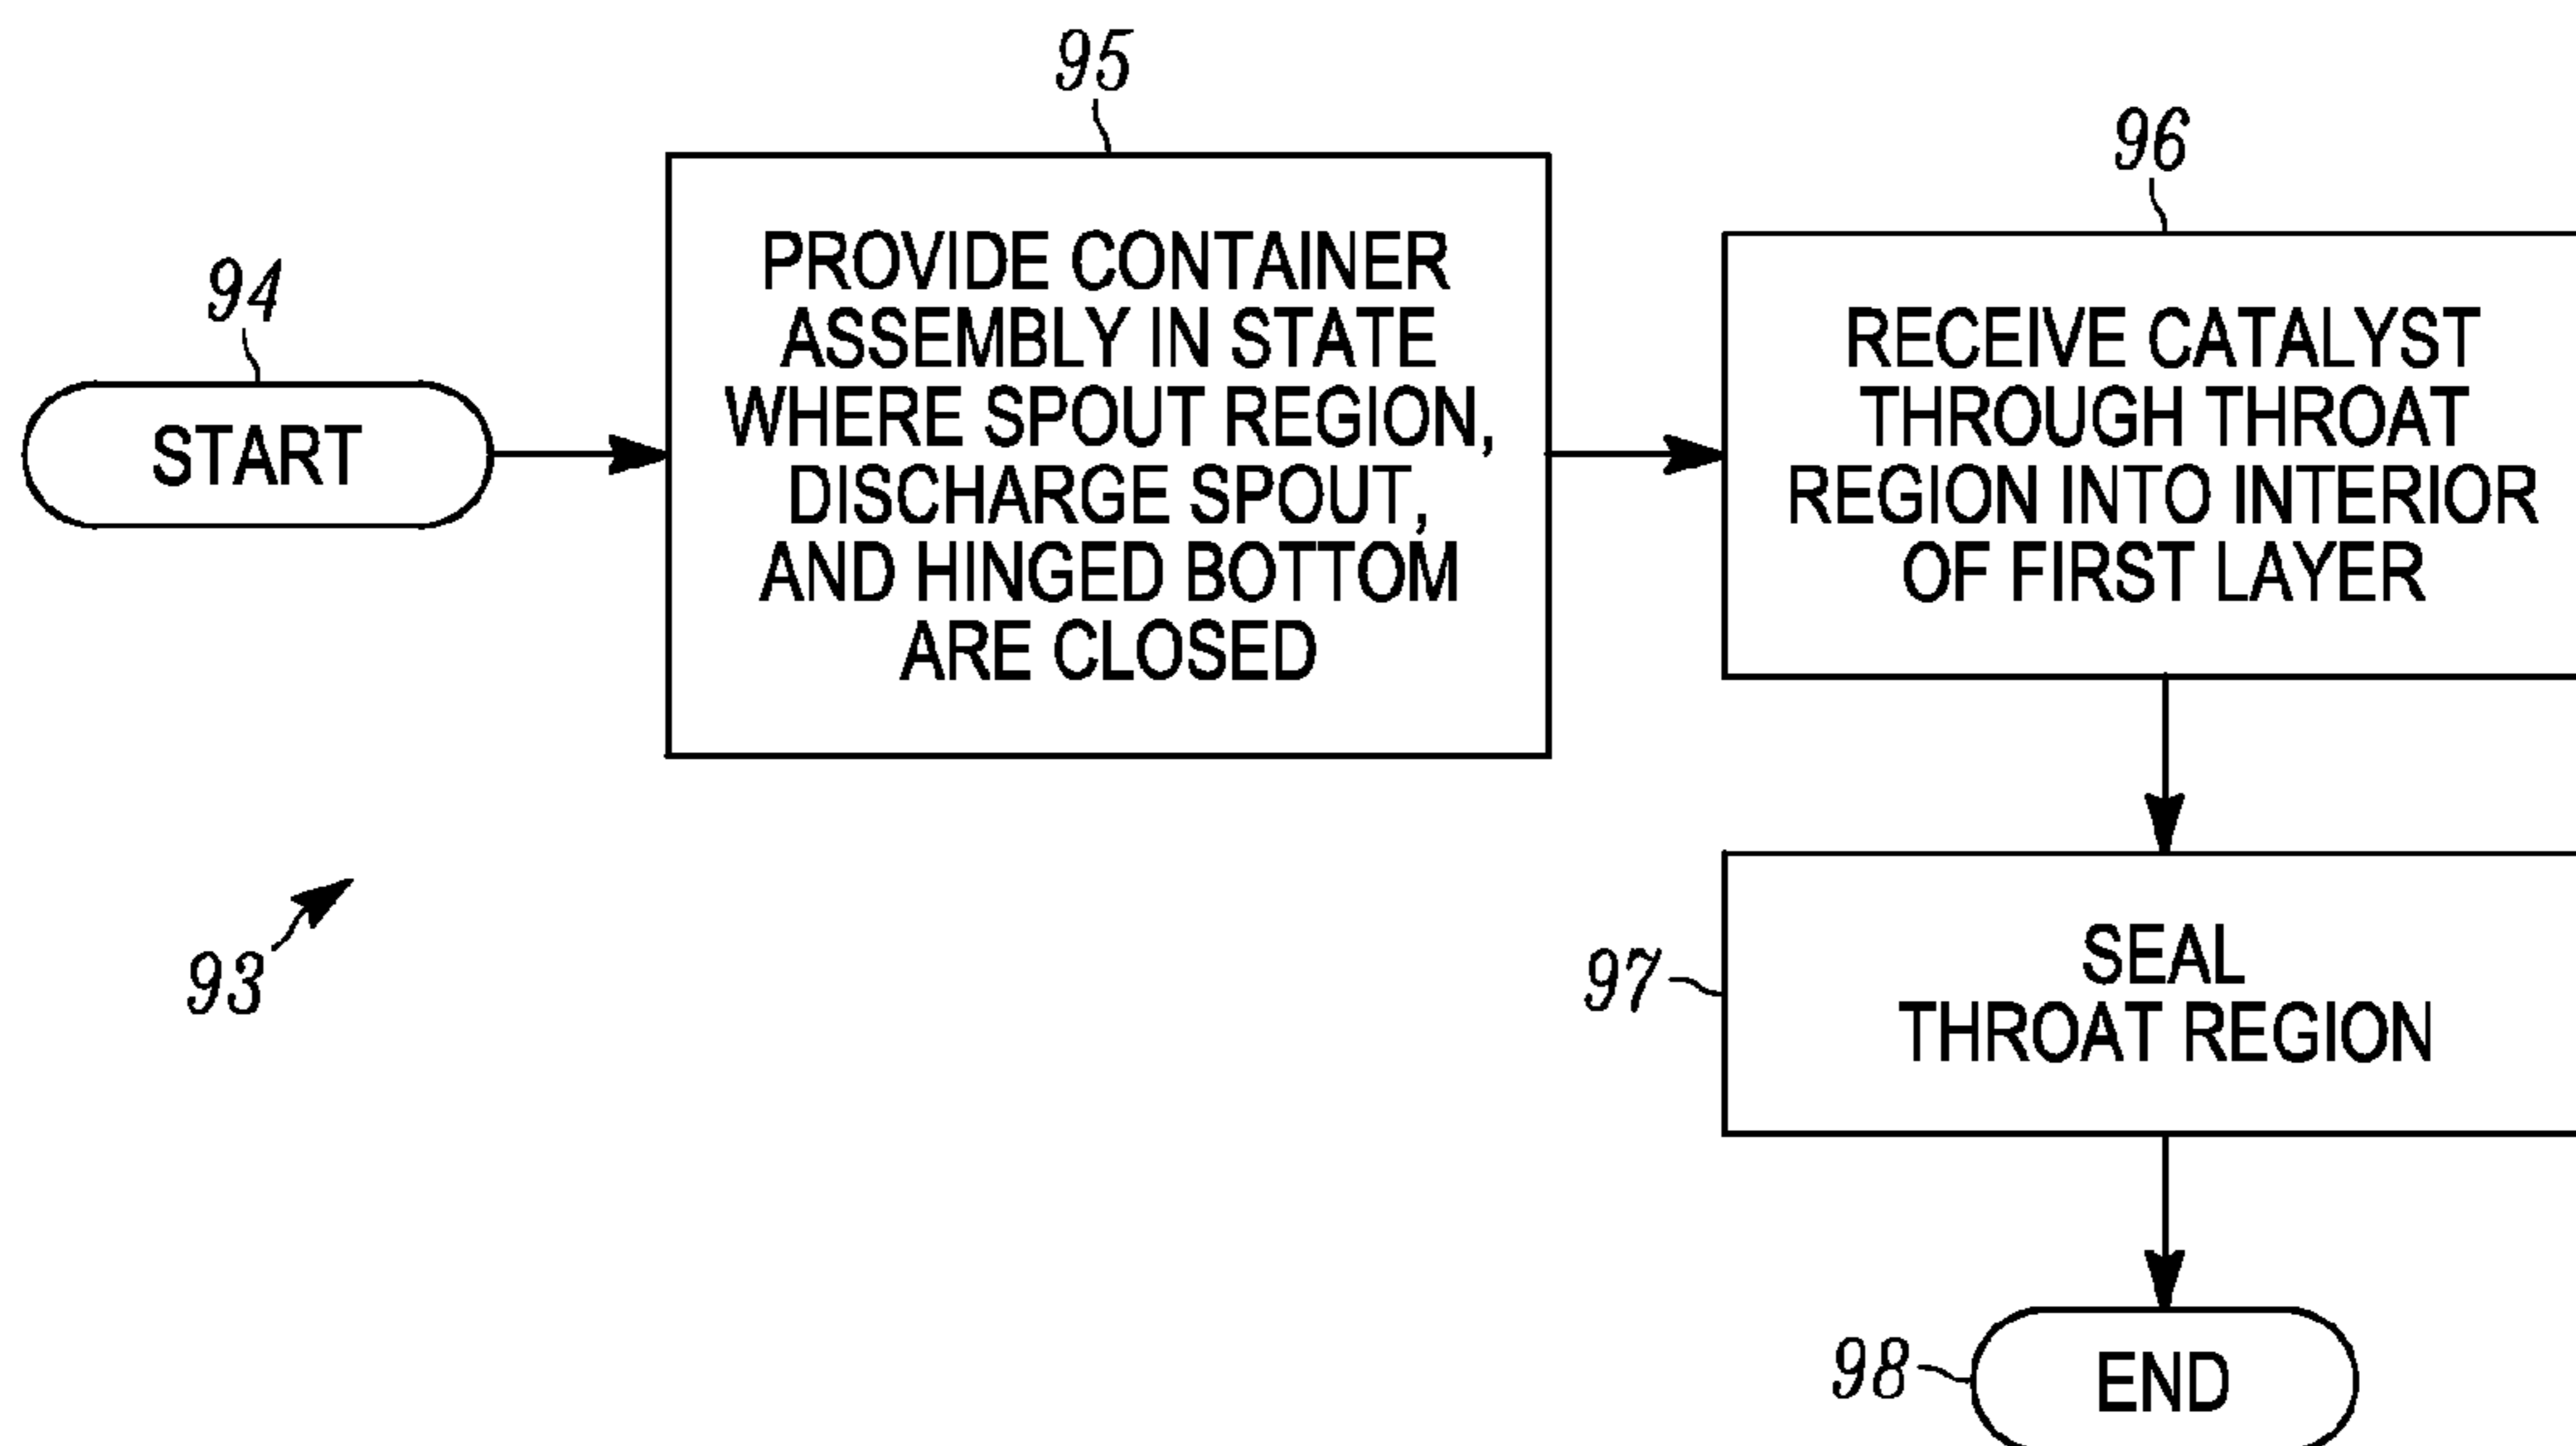 94
START
95
PROVIDE CONTAINER
ASSEMBLY IN STATE
WHERE SPOUT REGION,
DISCHARGE SPOUT,
AND HINGED BOTTOM
ARE CLOSED
96
RECEIVE CATALYST
THROUGH THROAT
REGION INTO INTERIOR
OF FIRST LAYER
93
97
SEAL
THROAT REGION
98
END